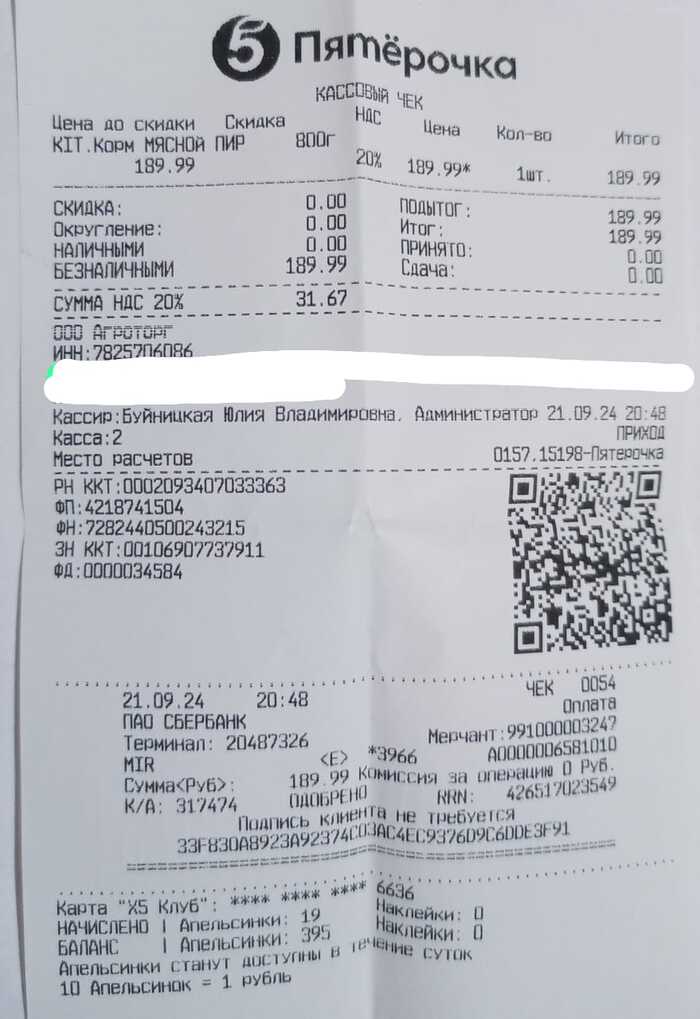 5 Пятёрочка
КАССОВЫЙ ЧЕК
Цена до скидки Скидка НДС Цена Кол-во Итого
KIT.Корм МЯСНОЙ ПИР 800г
189.99 20% 189.99* 1шт. 189.99
СКИДКА: 0.00 ПОДЫТОГ: 189.99
Округление: 0.00 Итог: 189.99
НАЛИЧНЫМИ 0.00 ПРИНЯТО: 0.00
БЕЗНАЛИЧНЫМИ 189.99 Сдача: 0.00
СУММА НДС 20% 31.67
ООО Агроторг
ИНН:7825706086
Кассир:Буйницкая Юлия Владимировна, Администратор 21.09.24 20:48
Касса:2 ПРИХОД
Место расчетов 0157,15198-Пятерочка
РН ККТ:0002093407033363
ФП:4218741504
ФН:7282440500243215
ЗН ККТ:00106907737911
ФД:0000034584
21.09.24 20:48 ЧЕК 0054
ПАО СБЕРБАНК Оплата
Терминал: 20487326 Мерчант:991000003247
MIR <E> *3966 A0000006581010
Сумма<Руб>: 189.99 Комиссия за операцию 0 Руб.
К/А: 317474 ОДОБРЕНО RRN: 426517023549
Подпись клиента не требуется
33F830A8923A92374C03AC4EC9376D9C6DDE3F91
Карта "X5 Клуб": **** **** **** 6636
НАЧИСЛЕНО | Апельсинки: 19 Наклейки: 0
БАЛАНС | Апельсинки: 395 Наклейки: 0
Апельсинки станут доступны в течение суток
10 Апельсинок = 1 рубль